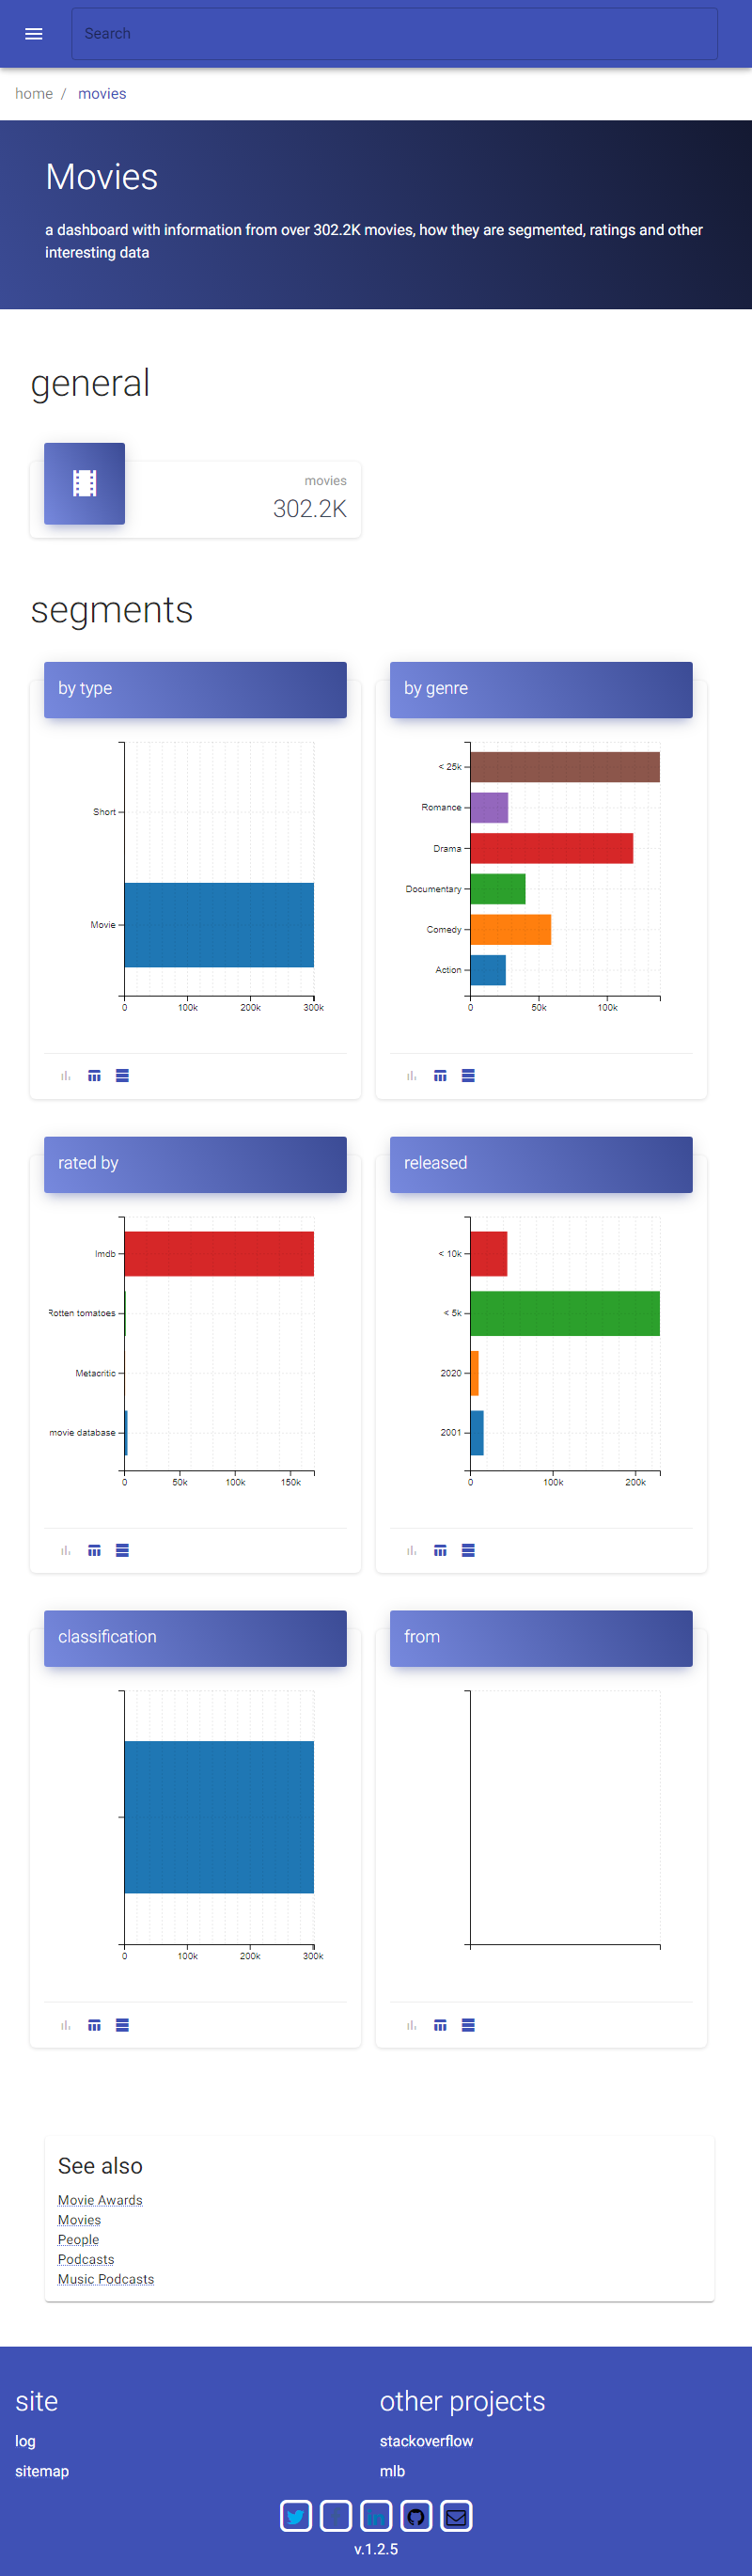 Search
home / movies
Movies
a dashboard with information from over 302.2K movies, how they are segmented, ratings and other
interesting data
general
movies
302.2K
segments
by type
Short
Movie
0 100k 200k 300k
by genre
< 25k
Romance
Drama
Documentary
Comedy
Action
0 50k 100k
rated by
Imdb
Rotten tomatoes
Metacritic
movie database
0 50k 100k 150k
released
< 10k
< 5k
2020
2001
0 100k 200k
classification
0 100k 200k 300k
from
See also
Movie Awards
Movies
People
Podcasts
Music Podcasts
site
log
sitemap
other projects
stackoverflow
mlb
in
v.1.2.5